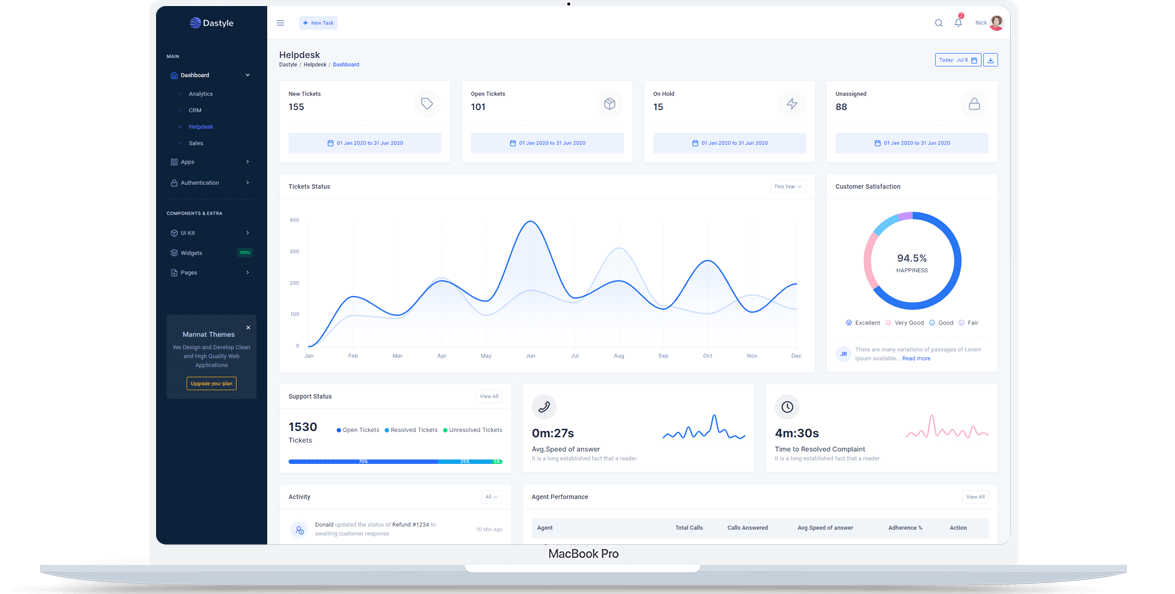 Dastyle
MAIN
Dashboard
Analytics
CRM
Helpdesk
Sales
Apps
Authentication
COMPONENTS & EXTRA
UI Kit
Widgets
Pages
Mannat Themes
We Design and Develop Clean
and High Quality Web
Applications
Upgrade your plan
+ New Task
2
Nick
Helpdesk
Dastyle / Helpdesk / Dashboard
Today: Jul 8
New Tickets
155
01 Jan 2020 to 31 Jun 2020
Open Tickets
101
01 Jan 2020 to 31 Jun 2020
On Hold
15
01 Jan 2020 to 31 Jun 2020
Unassigned
88
01 Jan 2020 to 31 Jun 2020
Tickets Status
This Year
400
300
200
100
0
Jan Feb Mar Apr May Jun Jul Aug Sep Oct Nov Dec
Customer Satisfaction
94.5%
HAPPINESS
Excellent Very Good Good Fair
JR
There are many variations of passages of Lorem
Ipsum available... Read more
Support Status
View All
1530
Tickets
Open Tickets Resolved Tickets Unresolved Tickets
70%
0m:27s
Avg.Speed of answer
It is a long established fact that a reader.
4m:30s
Time to Resolved Complaint
It is a long established fact that a reader.
Activity
All
Donald updated the status of Refund #1234 to
awaiting customer response
10 Min ago
Agent Performance
View All
Agent Total Calls Calls Answered Avg.Speed of answer Adherence % Action
MacBook Pro